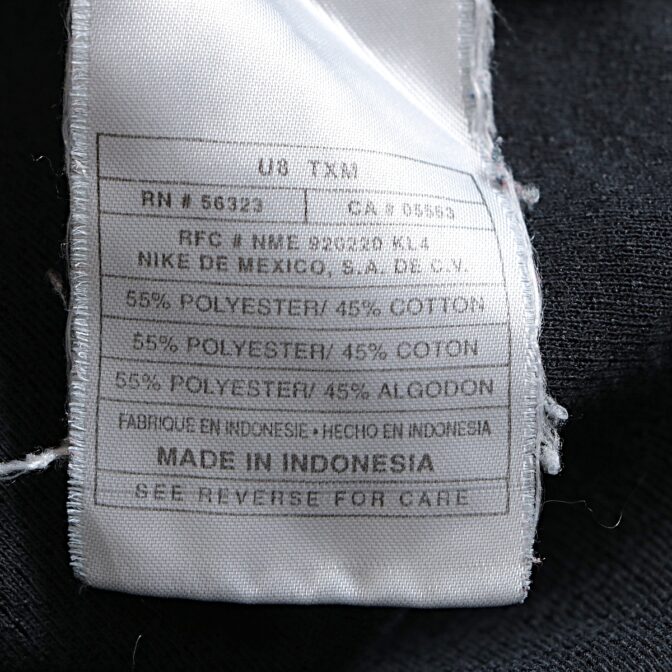 U8 TXM
RN # 56323 CA # 05553
RFC # NME 920220 KL4
NIKE DE MEXICO, S.A. DE C.V.
55% POLYESTER/ 45% COTTON
55% POLYESTER/ 45% COTON
55% POLYESTER/ 45% ALGODON
FABRIQUE EN INDONESIE • HECHO EN INDONESIA
MADE IN INDONESIA
SEE REVERSE FOR CARE